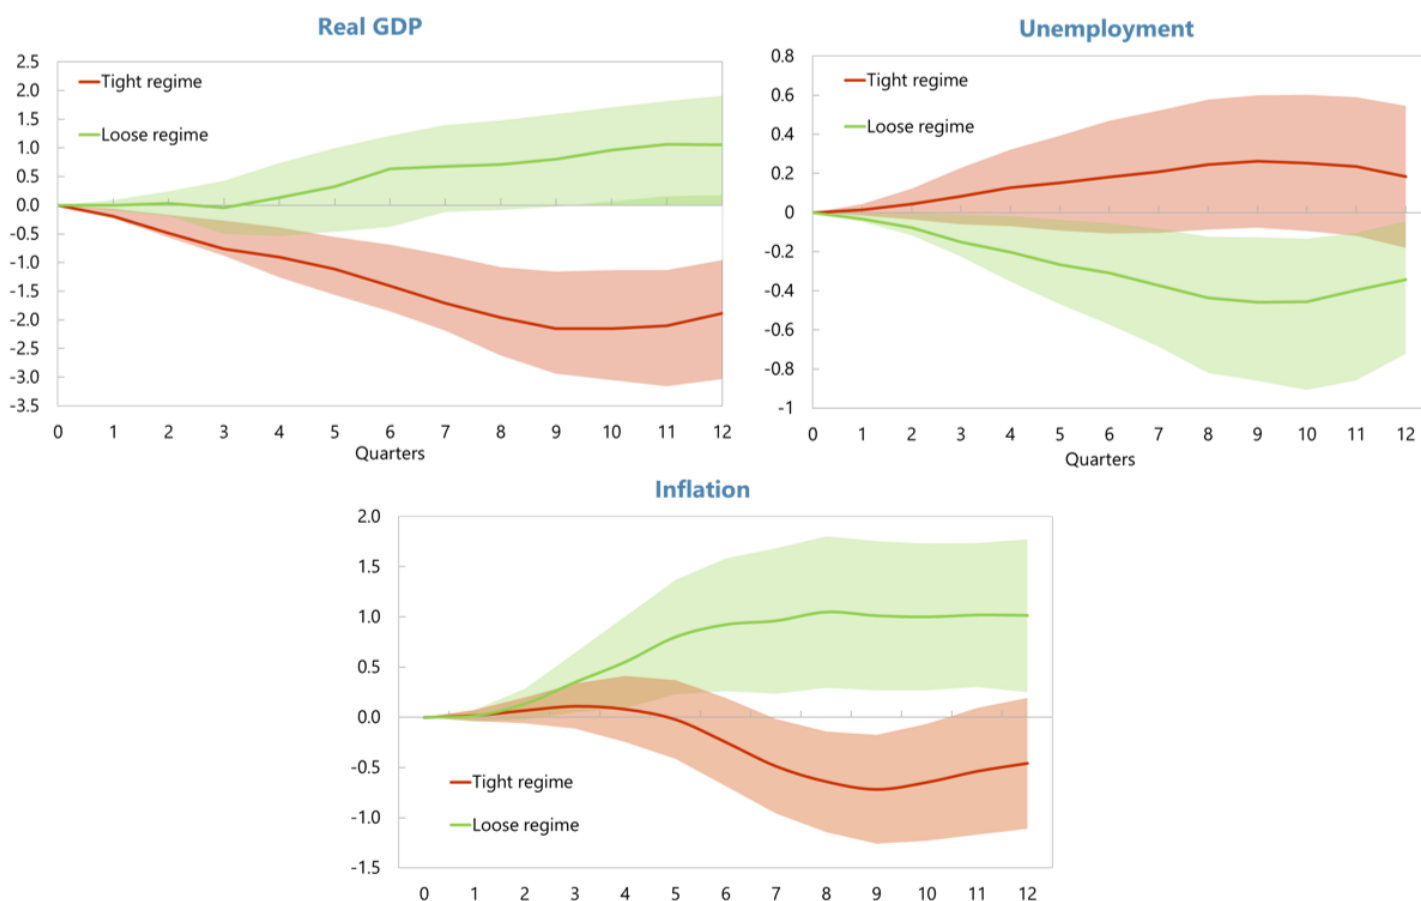 Real GDP
2.5
2.0
1.5
1.0
0.5
0.0
-0.5
-1.0
-1.5
-2.0
-2.5
-3.0
-3.5
Tight regime
Loose regime
0 1 2 3 4 5 6 7 8 9 10 11 12
Quarters
Unemployment
0.8
0.6
0.4
0.2
0
-0.2
-0.4
-0.6
-0.8
-1
Tight regime
Loose regime
0 1 2 3 4 5 6 7 8 9 10 11 12
Quarters
Inflation
2.0
1.5
1.0
0.5
0.0
-0.5
-1.0
-1.5
Tight regime
Loose regime
0 1 2 3 4 5 6 7 8 9 10 11 12